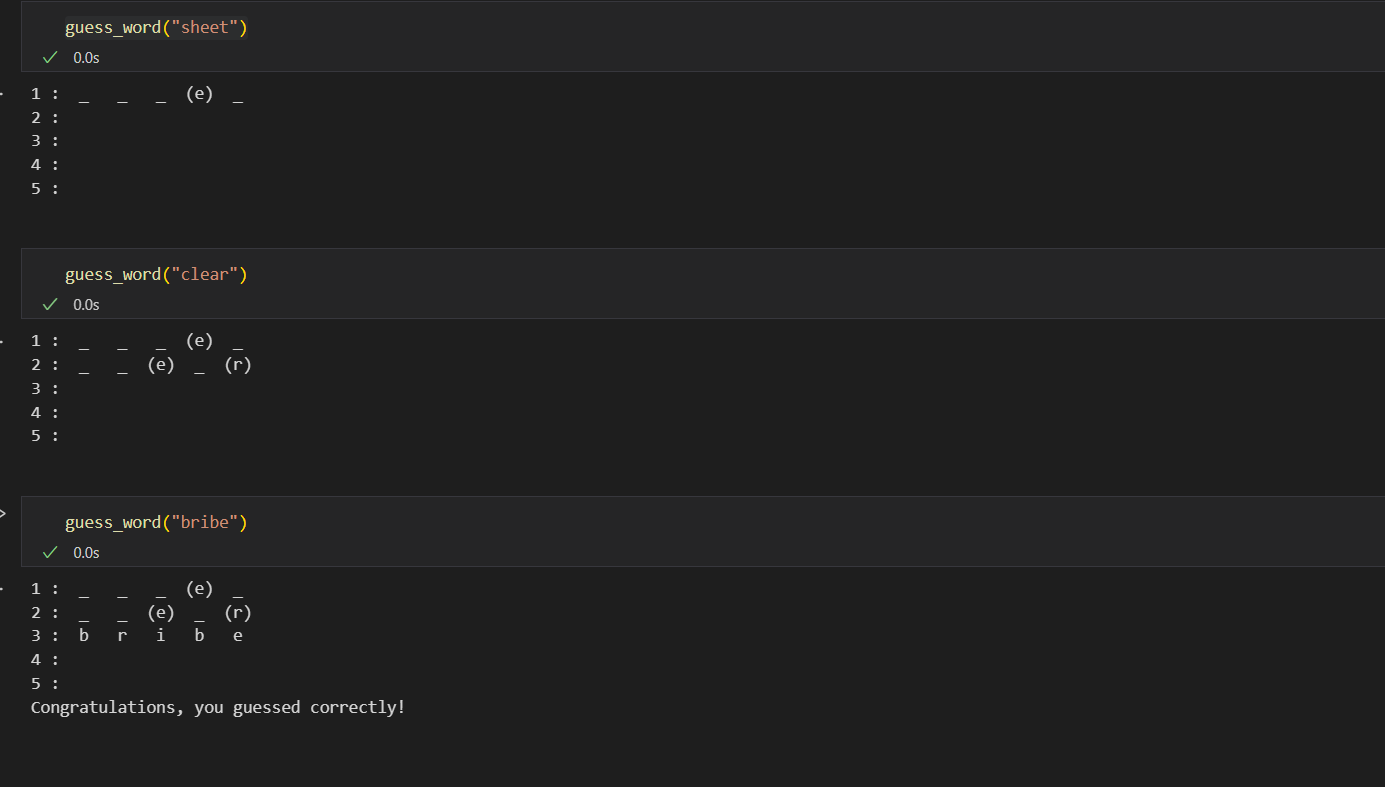 guess_word("sheet")
✓ 0.0s
1 :  _   _   _  (e)  _
2 :
3 :
4 :
5 :
guess_word("clear")
✓ 0.0s
1 :  _   _   _  (e)  _
2 :  _   _  (e)  _  (r)
3 :
4 :
5 :
guess_word("bribe")
✓ 0.0s
1 :  _   _   _  (e)  _
2 :  _   _  (e)  _  (r)
3 :  b   r   i   b   e
4 :
5 :
Congratulations, you guessed correctly!